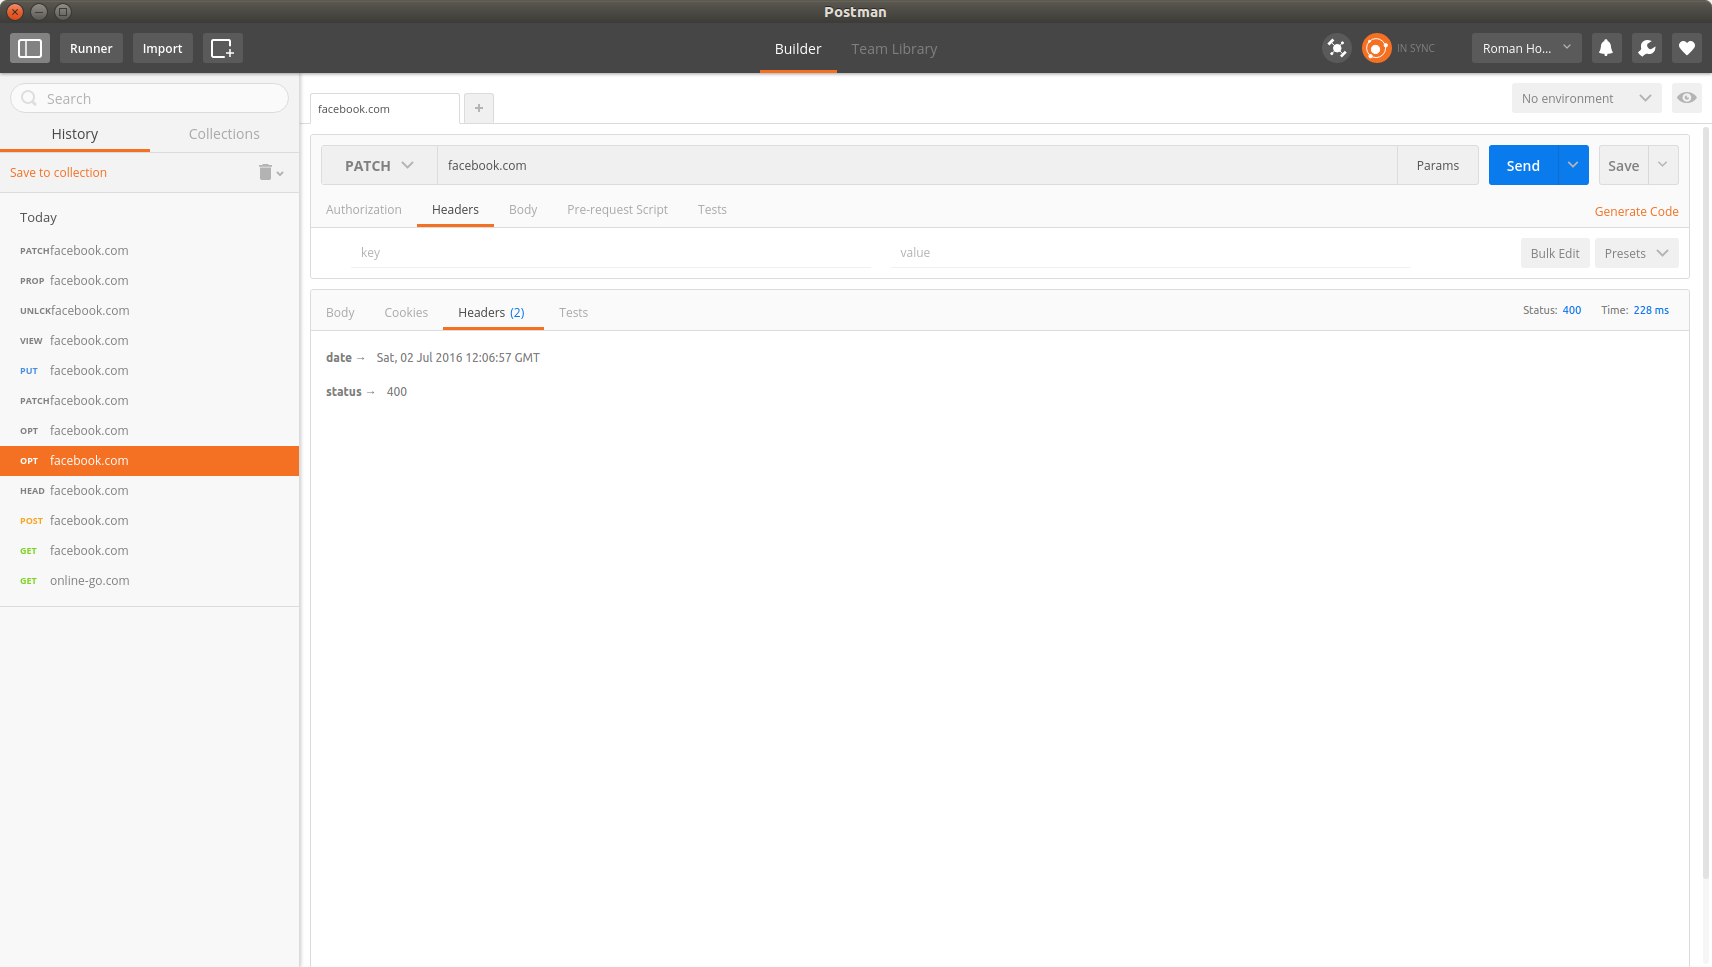 Postman
Runner Import Builder Team Library IN SYNC Roman Ho...
Search
facebook.com + No environment
History Collections
Save to collection
PATCH facebook.com Params Send Save
Authorization Headers Body Pre-request Script Tests Generate Code
Today
key value Bulk Edit Presets
PATCH facebook.com
PROP facebook.com
UNLCK facebook.com
VIEW facebook.com
PUT facebook.com
PATCH facebook.com
OPT facebook.com
OPT facebook.com
HEAD facebook.com
POST facebook.com
GET facebook.com
GET online-go.com
Body Cookies Headers (2) Tests Status: 400 Time: 228 ms
date → Sat, 02 Jul 2016 12:06:57 GMT
status → 400